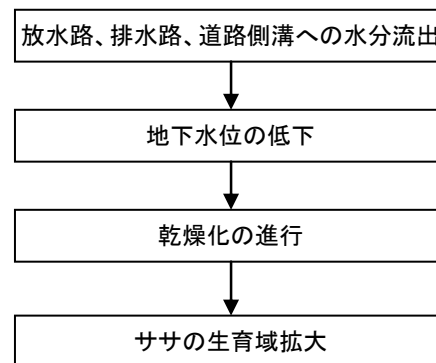 放水路、排水路、道路側溝への水分流出
地下水位の低下
乾燥化の進行
ササの生育域拡大